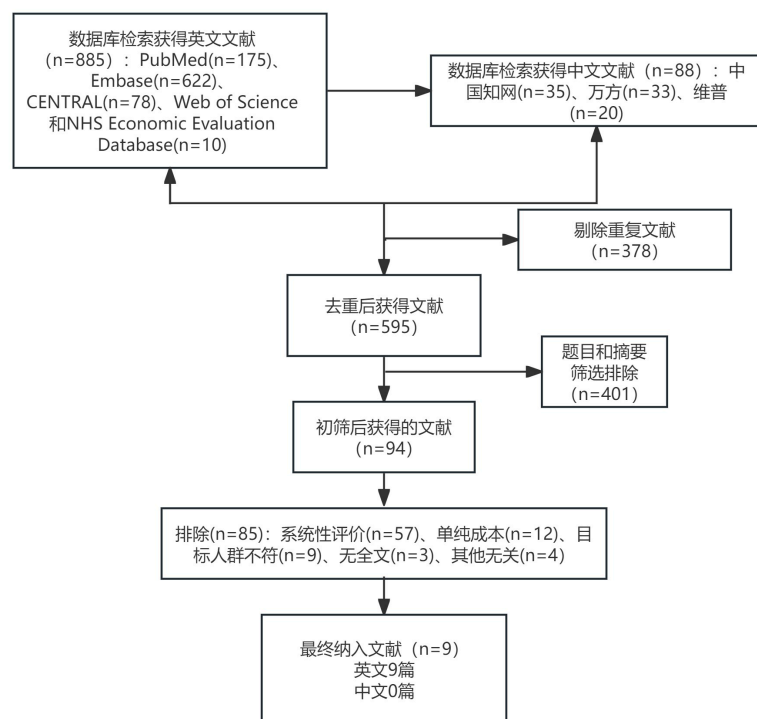 数据库检索获得英文文献
(n=885)：PubMed(n=175)、
Embase(n=622)、
CENTRAL(n=78)、Web of Science
和NHS Economic Evaluation
Database(n=10)
数据库检索获得中文文献（n=88）：中
国知网(n=35)、万方(n=33)、维普
(n=20)
剔除重复文献
(n=378)
去重后获得文献
(n=595)
题目和摘要
筛选排除
(n=401)
初筛后获得的文献
(n=94)
排除(n=85)：系统性评价(n=57)、单纯成本(n=12)、目
标人群不符(n=9)、无全文(n=3)、其他无关(n=4)
最终纳入文献（n=9）
英文9篇
中文0篇